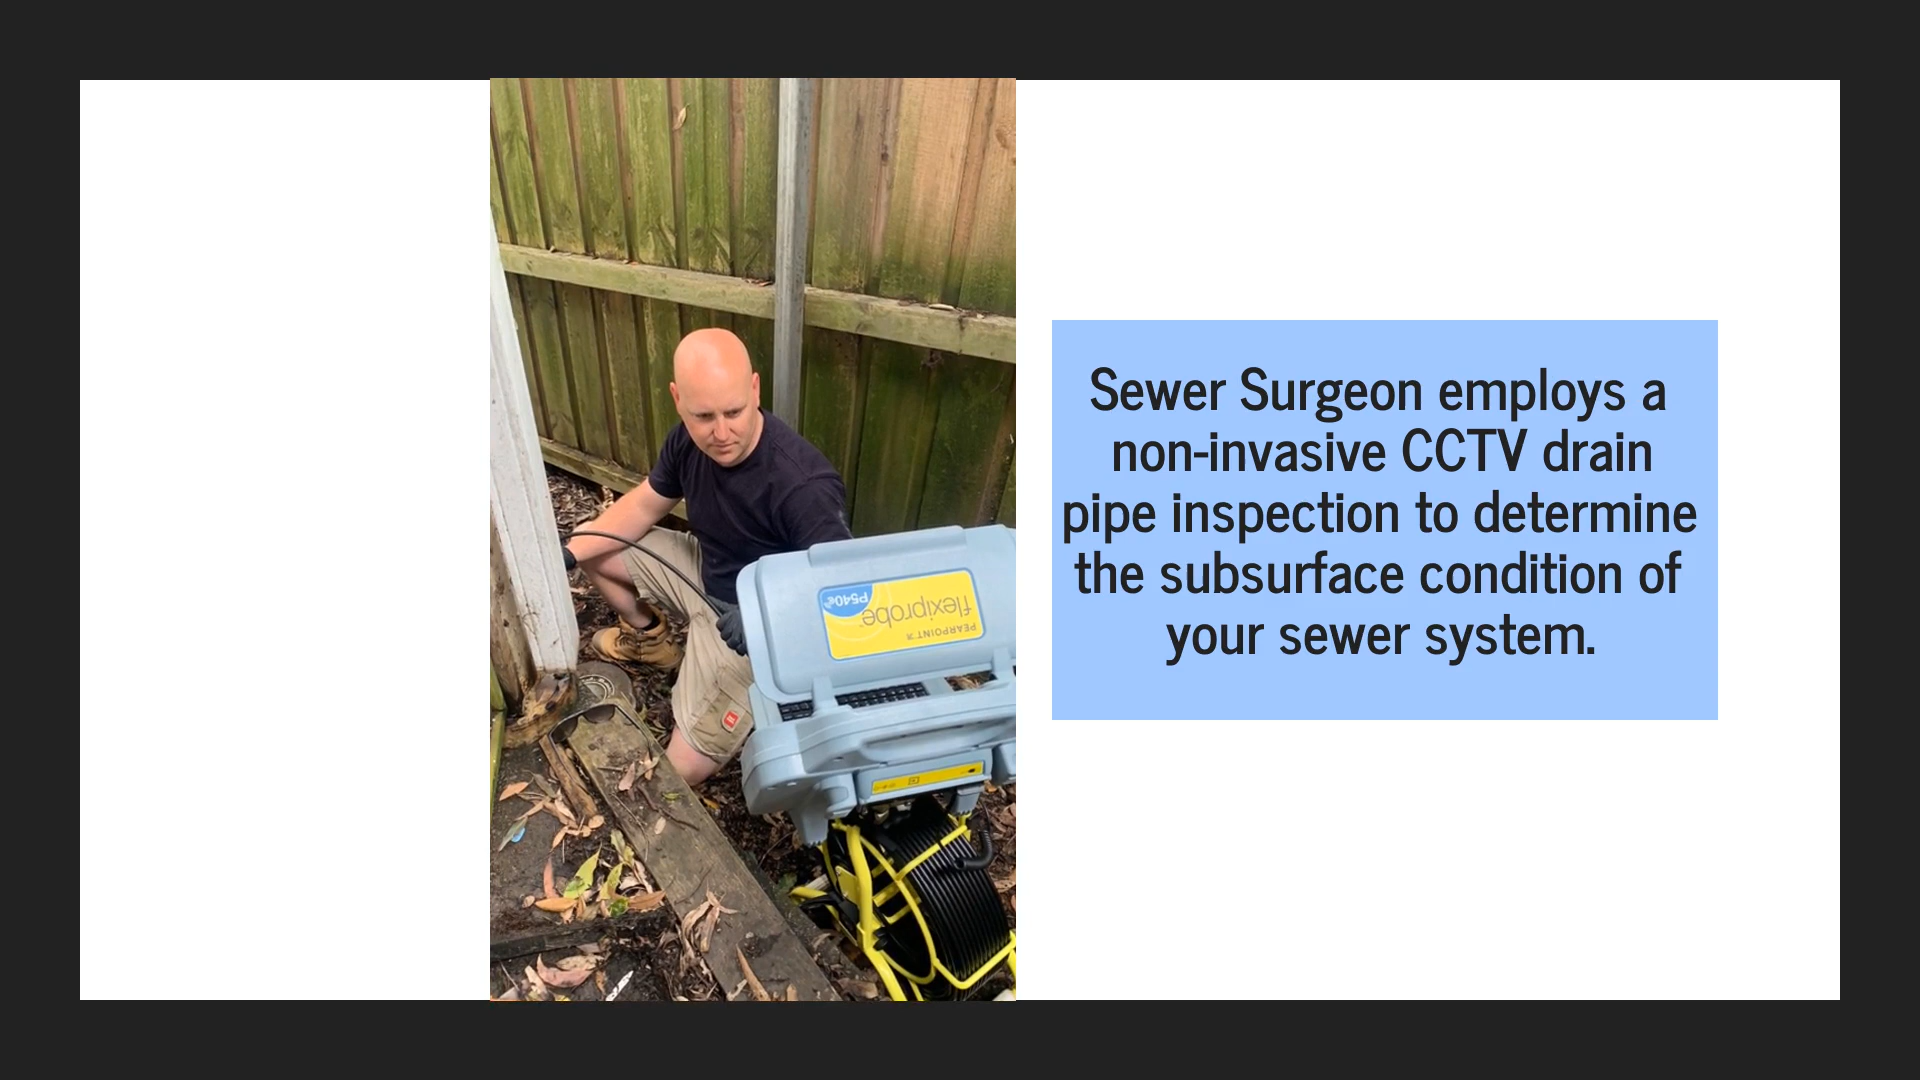 Sewer Surgeon employs a
non-invasive CCTV drain
pipe inspection to determine
the subsurface condition of
your sewer system.
PEARPOINT
flexiprobe
P540c